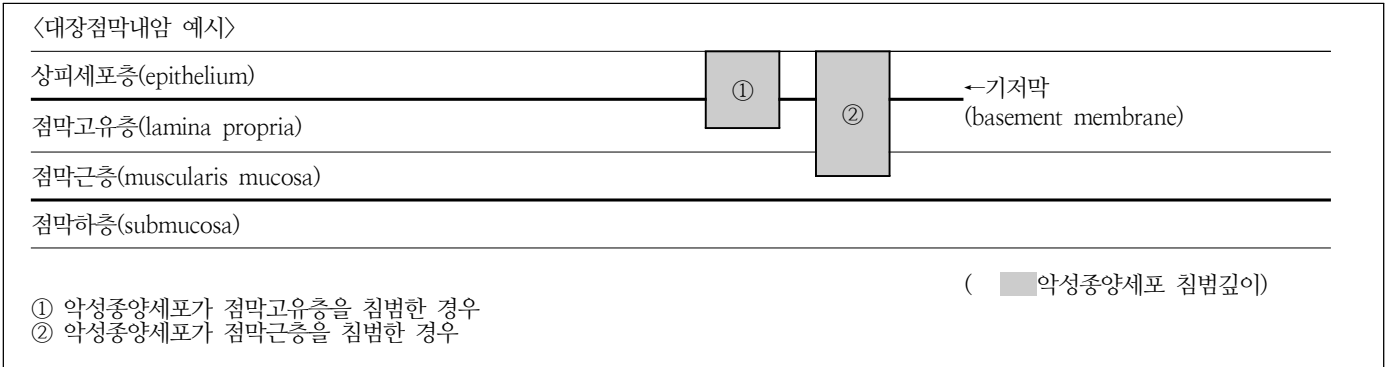 〈대장점막내암 예시〉
상피세포층(epithelium)
①
②
←기저막
(basement membrane)
점막고유층(lamina propria)
점막근층(muscularis mucosa)
점막하층(submucosa)
( 악성종양세포 침범깊이)
① 악성종양세포가 점막고유층을 침범한 경우
② 악성종양세포가 점막근층을 침범한 경우